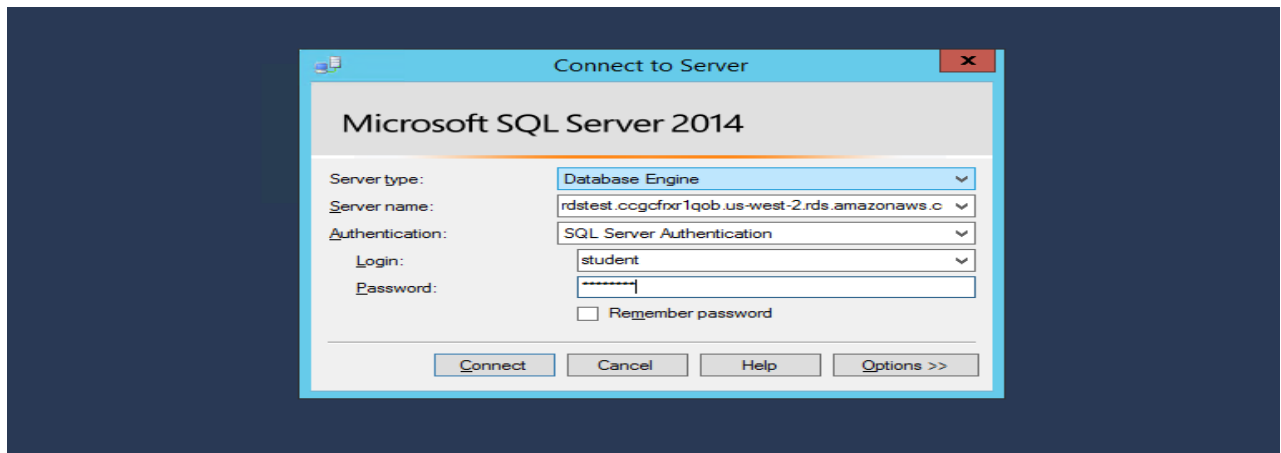 Connect to Server
x
Microsoft SQL Server 2014
Server type: Database Engine
Server name: rdstest.ccgcfrxr1qob.us-west-2.rds.amazonaws.c
Authentication: SQL Server Authentication
Login: student
Password: ********
Remember password
Connect Cancel Help Options >>